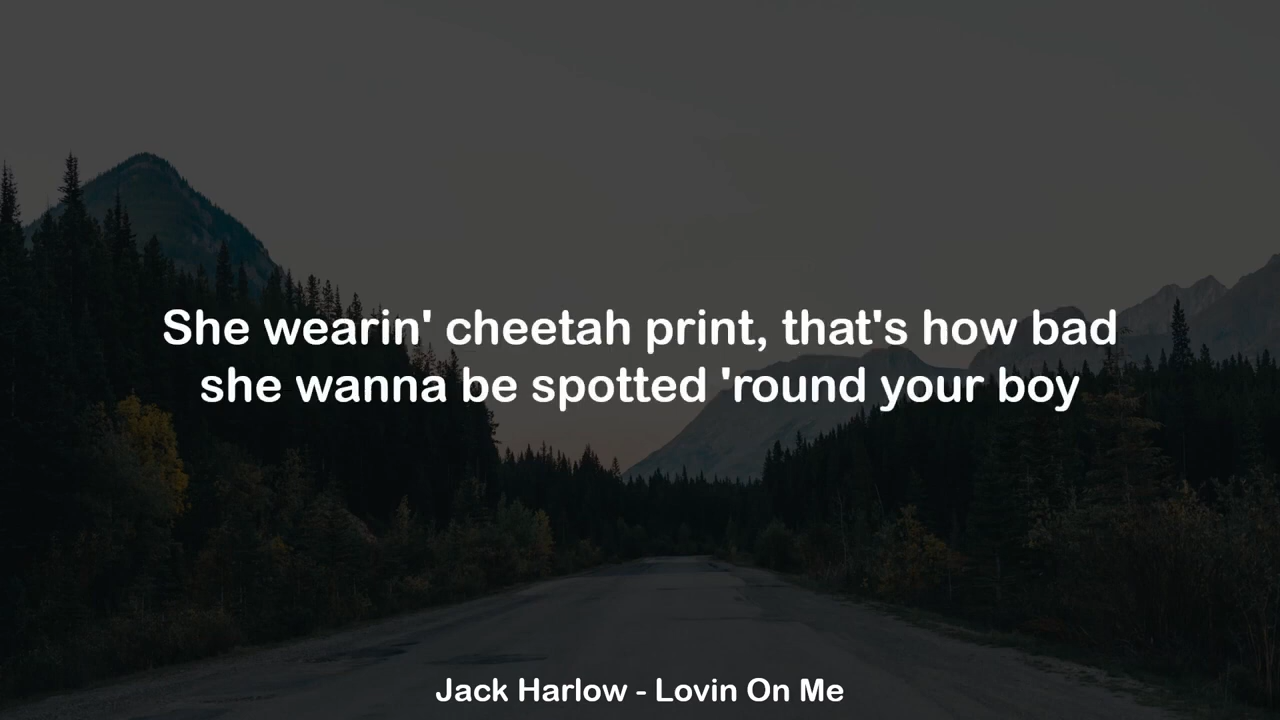 She wearin' cheetah print, that's how bad
she wanna be spotted 'round your boy
Jack Harlow - Lovin On Me